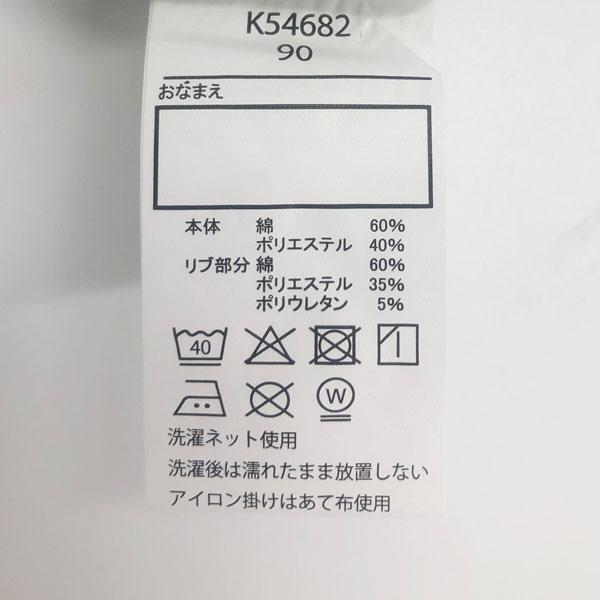 K54682
90
おなまえ
本体 綿 60%
ポリエステル 40%
リブ部分 綿 60%
ポリエステル 35%
ポリウレタン 5%
40
W
洗濯ネット使用
洗濯後は濡れたまま放置しない
アイロン掛けはあて布使用